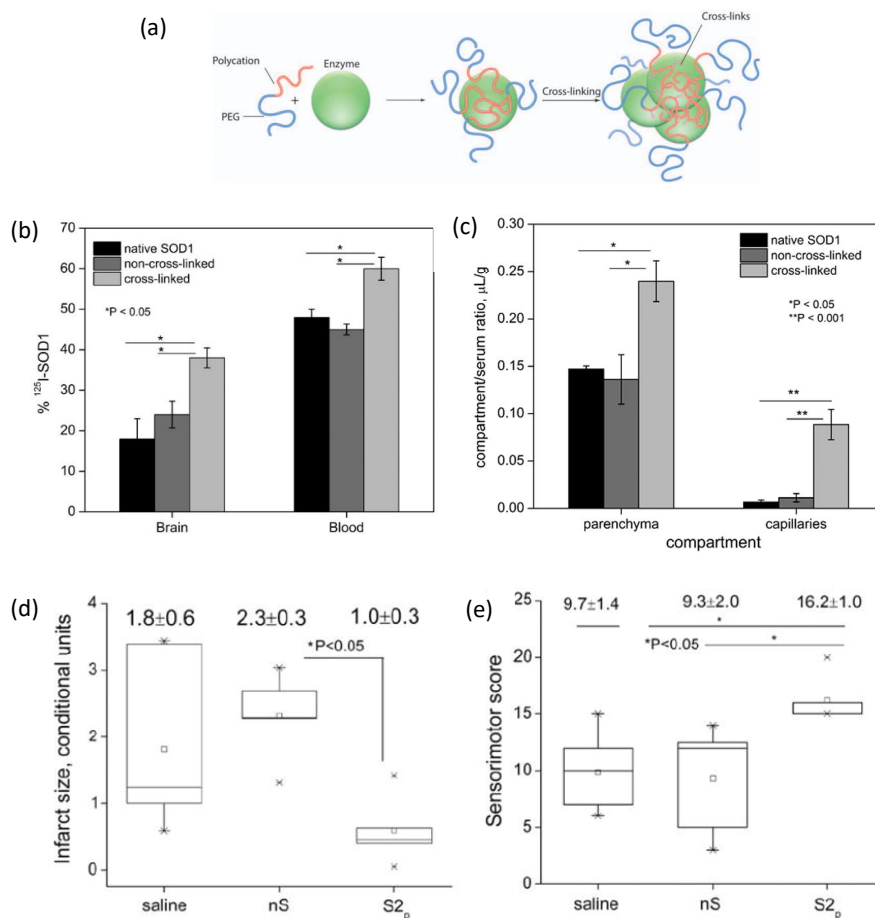 (a)
Cross-links
Polycation
Enzyme
+
PEG
Cross-linking
(b)
70
60
50
40
30
20
10
0
% ¹²⁵I-SOD1
native SOD1
non-cross-linked
cross-linked
*P < 0.05
*
*
*
*
Brain
Blood
(c)
0.30
0.25
0.20
0.15
0.10
0.05
0.00
compartment/serum ratio, µL/g
native SOD1
non-cross-linked
cross-linked
*
*
*P < 0.05
**P < 0.001
**
**
parenchyma
capillaries
compartment
(d)
4
3
2
1
0
Infarct size, conditional units
1.8±0.6
2.3±0.3
1.0±0.3
*P<0.05
saline
nS
S2ₚ
(e)
25
20
15
10
5
0
Sensorimotor score
9.7±1.4
9.3±2.0
16.2±1.0
*
*P<0.05
*
saline
nS
S2ₚ